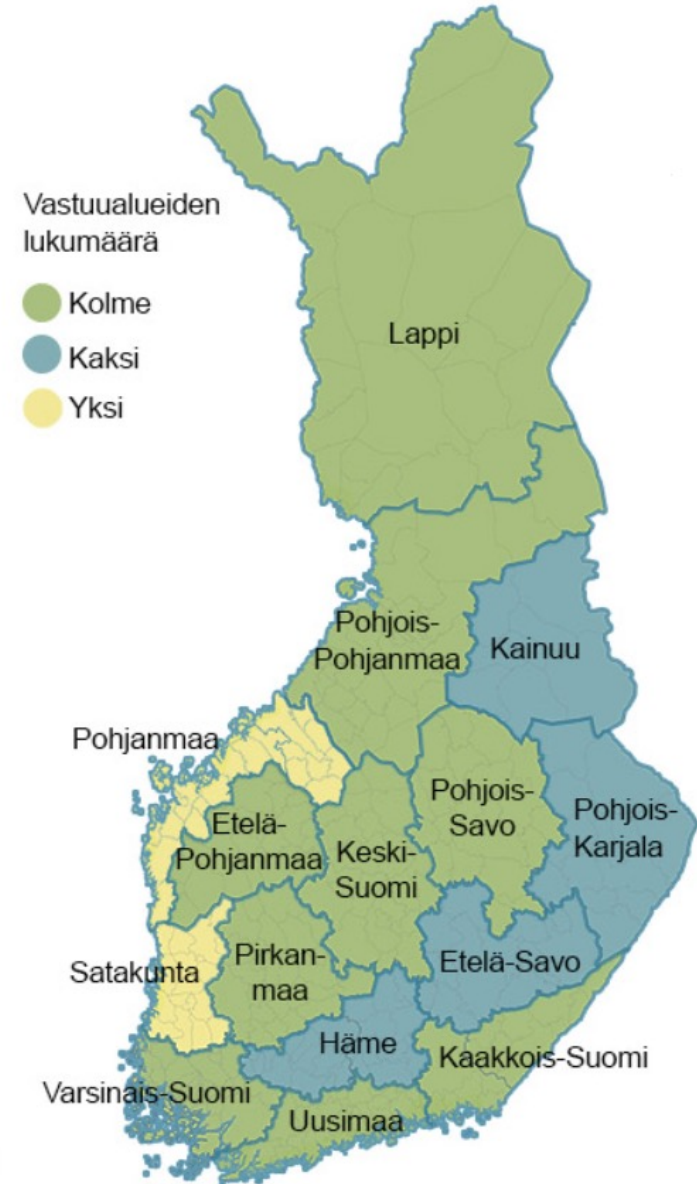 Vastuualueiden
lukumäärä
Kolme
Kaksi
Yksi
Lappi
Pohjois-
Pohjanmaa
Kainuu
Pohjanmaa
Etelä-
Pohjanmaa
Keski-
Suomi
Pohjois-
Savo
Pohjois-
Karjala
Satakunta
Pirkan-
maa
Etelä-Savo
Häme
Kaakkois-Suomi
Varsinais-Suomi
Uusimaa